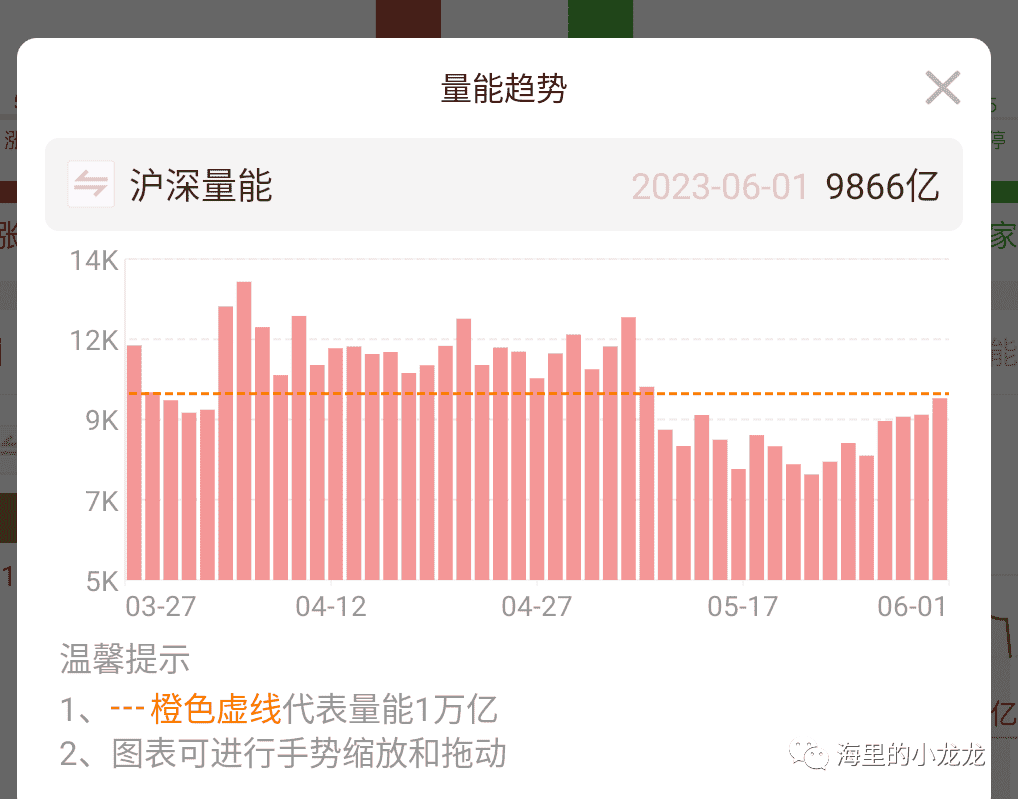 量能趋势
沪深量能 2023-06-01 9866亿
14K
12K
9K
7K
5K
03-27 04-12 04-27 05-17 06-01
温馨提示
1、---橙色虚线代表量能1万亿
2、图表可进行手势缩放和拖动
海里的小龙龙